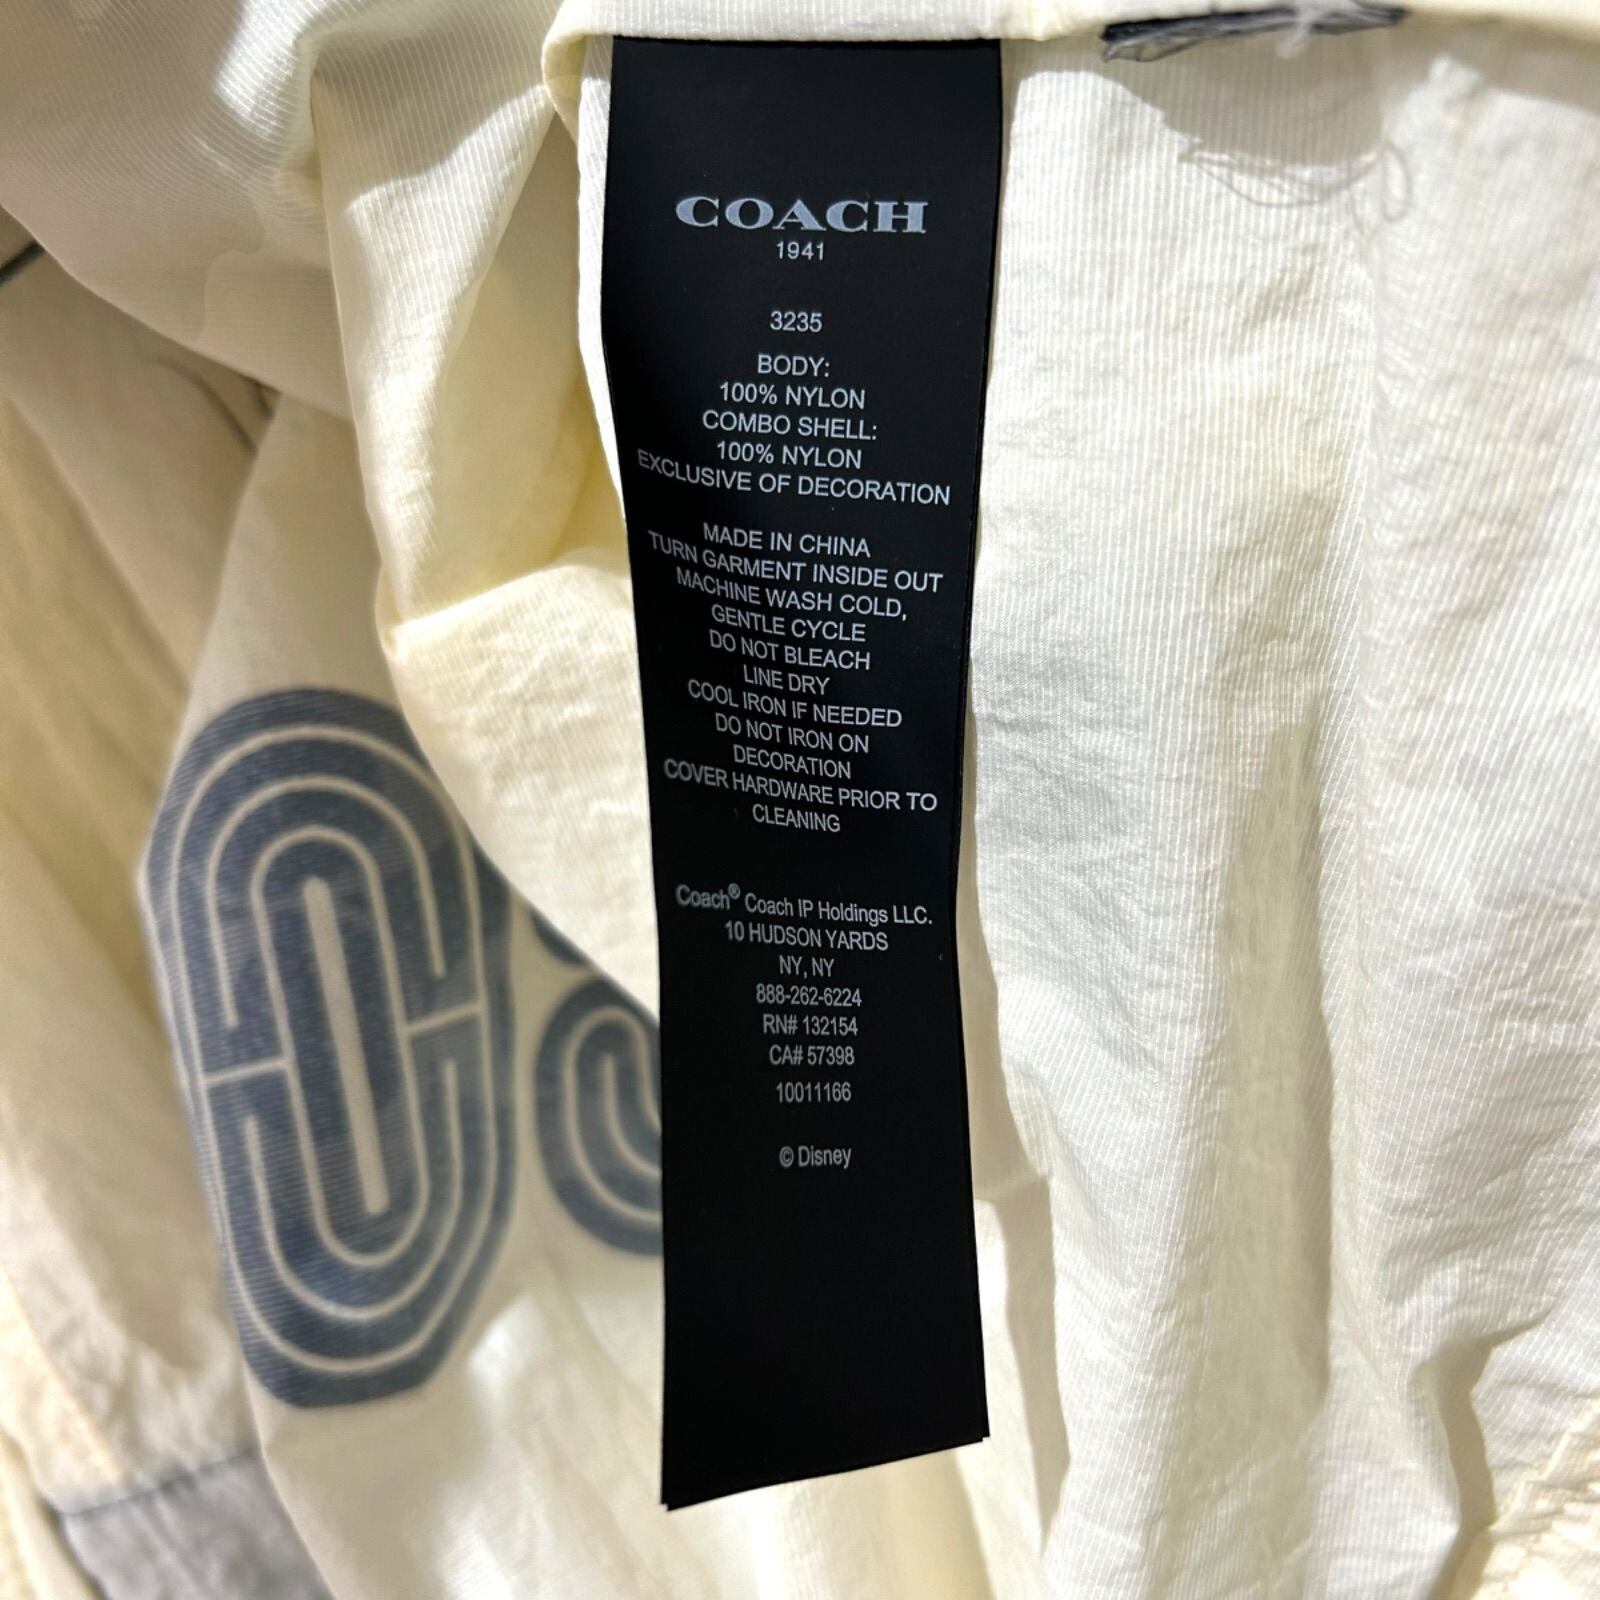 COACH
1941
3235
BODY:
100% NYLON
COMBO SHELL:
100% NYLON
EXCLUSIVE OF DECORATION
MADE IN CHINA
TURN GARMENT INSIDE OUT
MACHINE WASH COLD,
GENTLE CYCLE
DO NOT BLEACH
LINE DRY
COOL IRON IF NEEDED
DO NOT IRON ON
DECORATION
COVER HARDWARE PRIOR TO
CLEANING
Coach® Coach IP Holdings LLC.
10 HUDSON YARDS
NY, NY
888-262-6224
RN# 132154
CA# 57398
10011166
© Disney